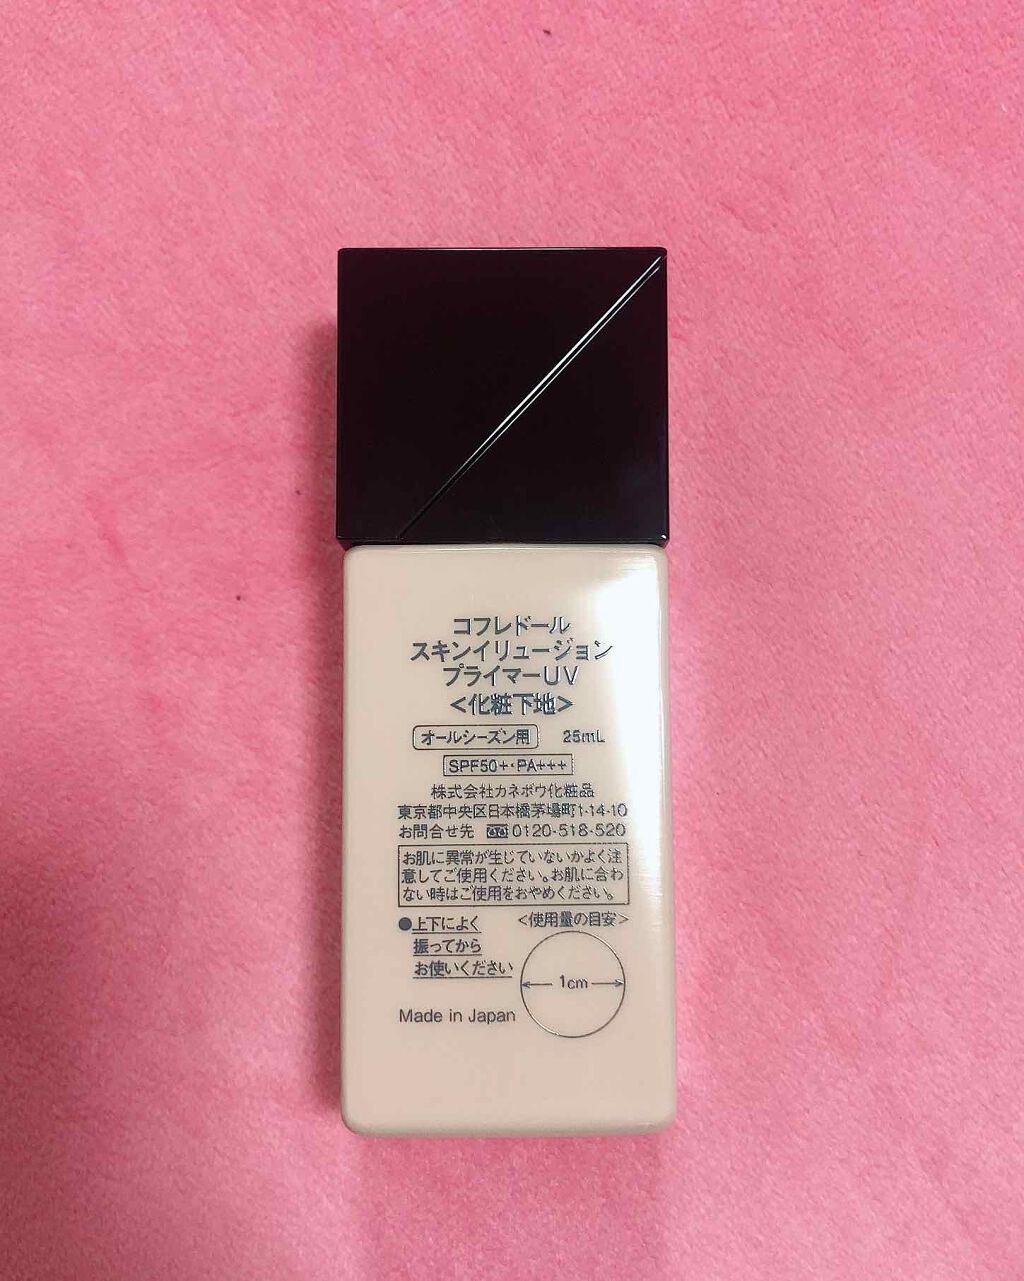 コフレドール
スキンイリュージョン
プライマーUV
<化粧下地>
オールシーズン用 25mL
SPF50+・PA+++
株式会社カネボウ化粧品
東京都中央区日本橋茅場町1-14-10
お問合せ先 0120-518-520
お肌に異常が生じていないかよく注
意してご使用ください。お肌に合わ
ない時はご使用をおやめください。
●上下によく
振ってから
お使いください
<使用量の目安>
1cm
Made in Japan